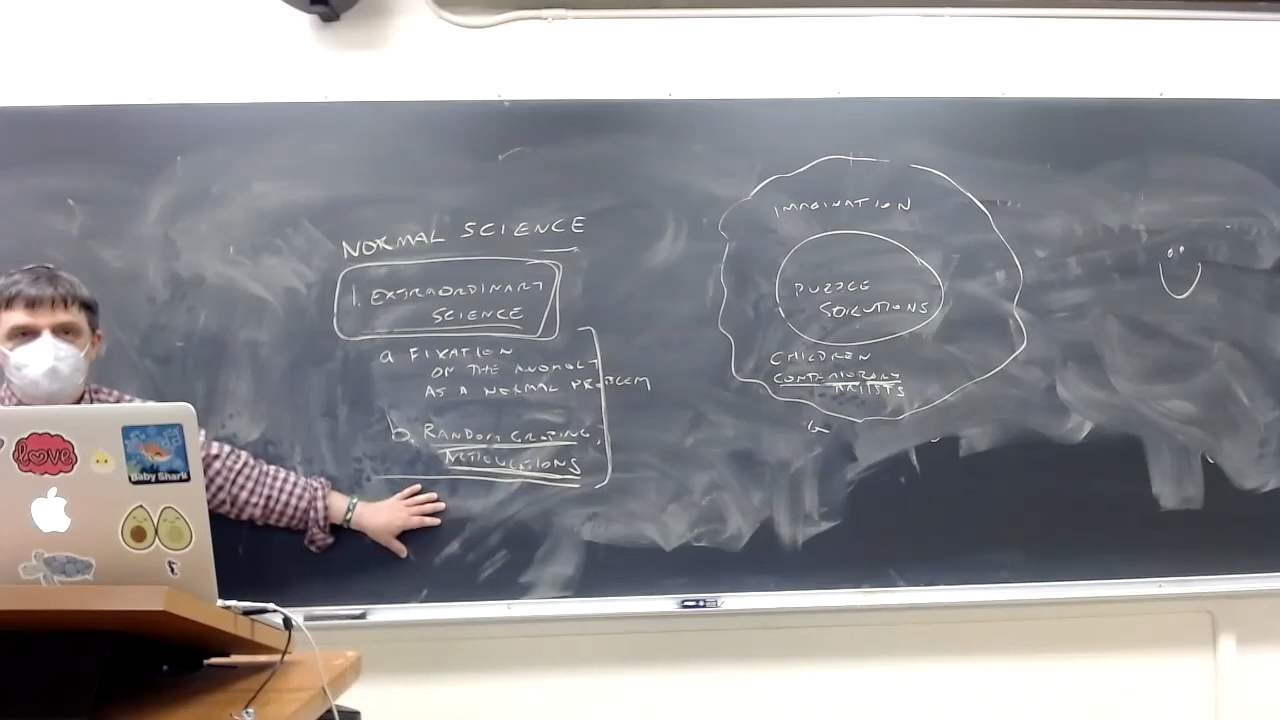 NORMAL SCIENCE
1. EXTRAORDINARY
SCIENCE
a FIXATION
ON THE ANOMALY
AS A NORMAL PROBLEM
b. RANDOM GROPING,
IMAGINATION
PUZZLE
SOLUTIONS
CHILDREN
CONTEMPORARY
ARTISTS
love
Baby Shark